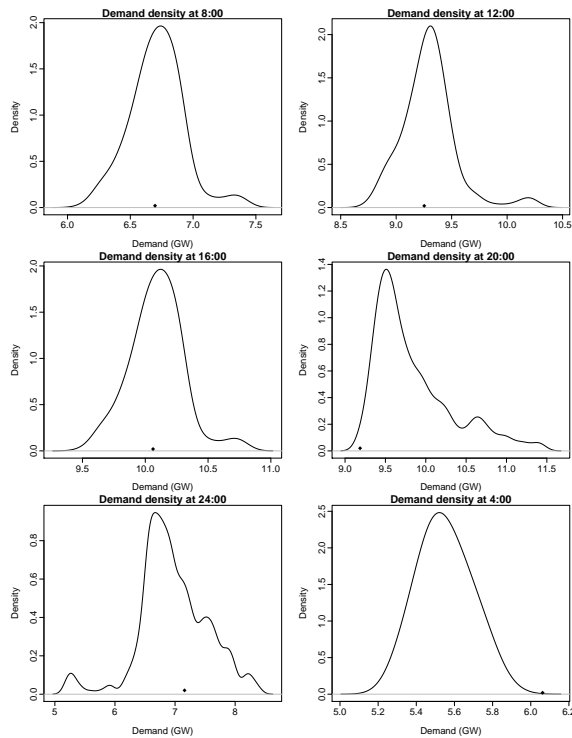 Demand density at 8:00
Density
0.0 0.5 1.0 1.5 2.0
6.0 6.5 7.0 7.5
Demand (GW)
Demand density at 12:00
Density
0.0 0.5 1.0 1.5 2.0
8.5 9.0 9.5 10.0 10.5
Demand (GW)
Demand density at 16:00
Density
0.0 0.5 1.0 1.5 2.0
9.5 10.0 10.5 11.0
Demand (GW)
Demand density at 20:00
Density
0.0 0.2 0.4 0.6 0.8 1.0 1.2 1.4
9.0 9.5 10.0 10.5 11.0 11.5
Demand (GW)
Demand density at 24:00
Density
0.0 0.2 0.4 0.6 0.8
5 6 7 8
Demand (GW)
Demand density at 4:00
Density
0.0 0.5 1.0 1.5 2.0 2.5
5.0 5.2 5.4 5.6 5.8 6.0 6.2
Demand (GW)